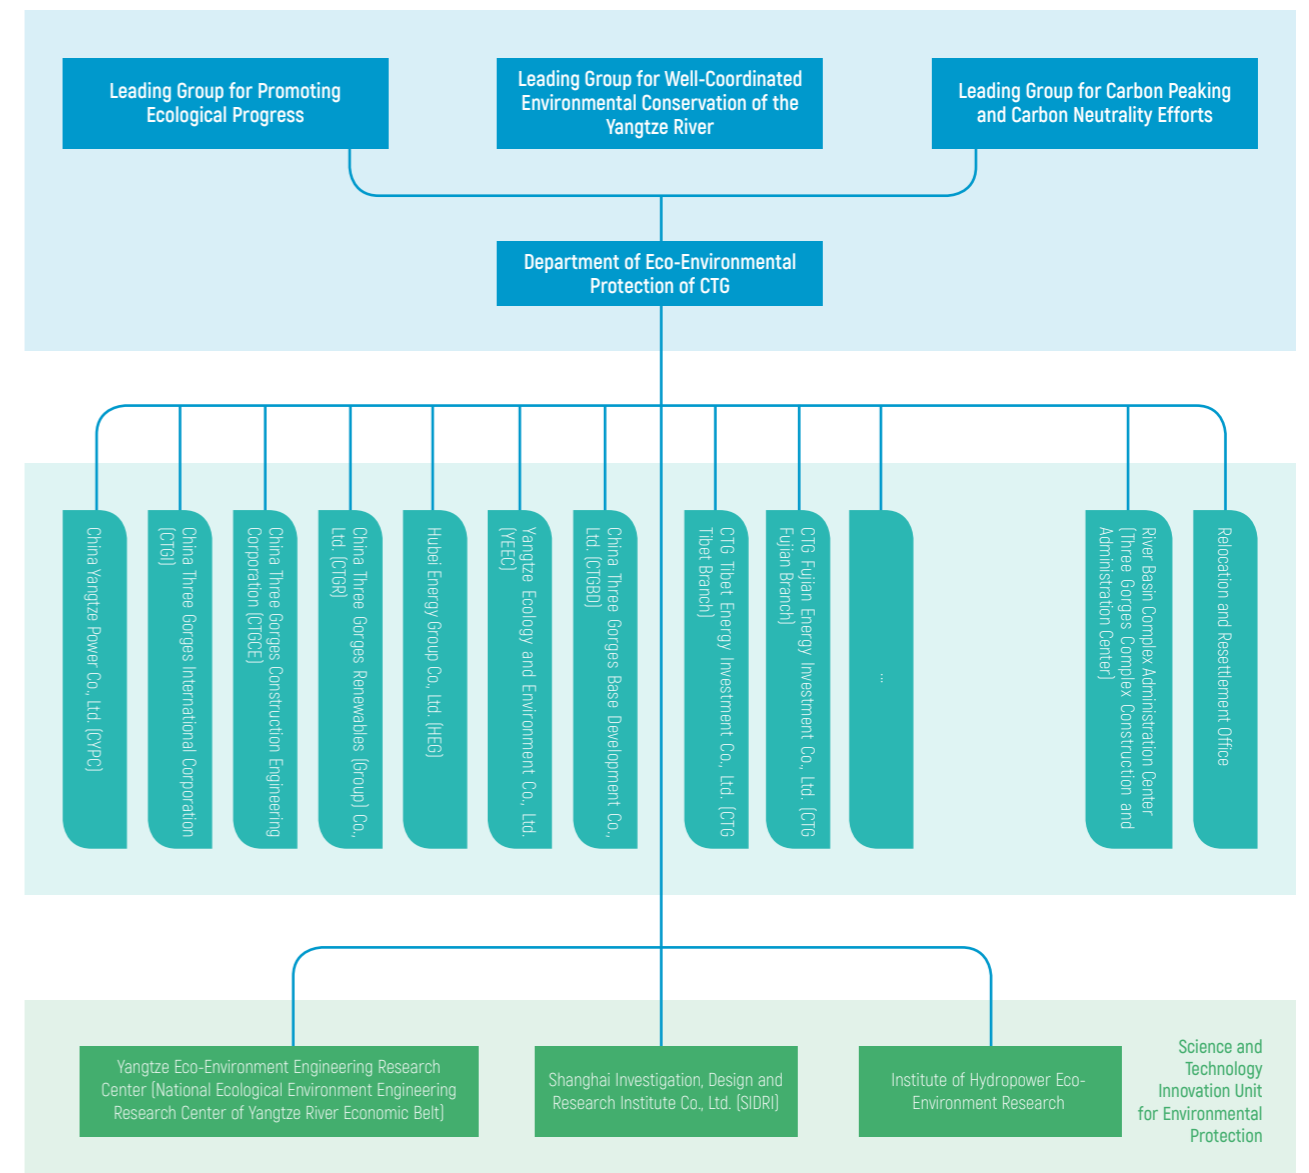 Leading Group for Promoting
Ecological Progress
Leading Group for Well-Coordinated
Environmental Conservation of the
Yangtze River
Leading Group for Carbon Peaking
and Carbon Neutrality Efforts
Department of Eco-Environmental
Protection of CTG
China Yangtze Power Co., Ltd. (CYPC)
China Three Gorges International Corporation
(CTGI)
China Three Gorges Construction Engineering
Corporation (CTGCE)
China Three Gorges Renewables (Group) Co.,
Ltd. (CTGR)
Hubei Energy Group Co., Ltd. (HEG)
Yangtze Ecology and Environment Co., Ltd.
(YEEC)
China Three Gorges Base Development Co.,
Ltd. (CTGBD)
CTG Tibet Energy Investment Co., Ltd. (CTG
Tibet Branch)
CTG Fujian Energy Investment Co., Ltd. (CTG
Fujian Branch)
...
River Basin Complex Administration Center
(Three Gorges Complex Construction and
Administration Center)
Relocation and Resettlement Office
Yangtze Eco-Environment Engineering Research
Center (National Ecological Environment Engineering
Research Center of Yangtze River Economic Belt)
Shanghai Investigation, Design and
Research Institute Co., Ltd. (SIDRI)
Institute of Hydropower Eco-
Environment Research
Science and
Technology
Innovation Unit
for Environmental
Protection